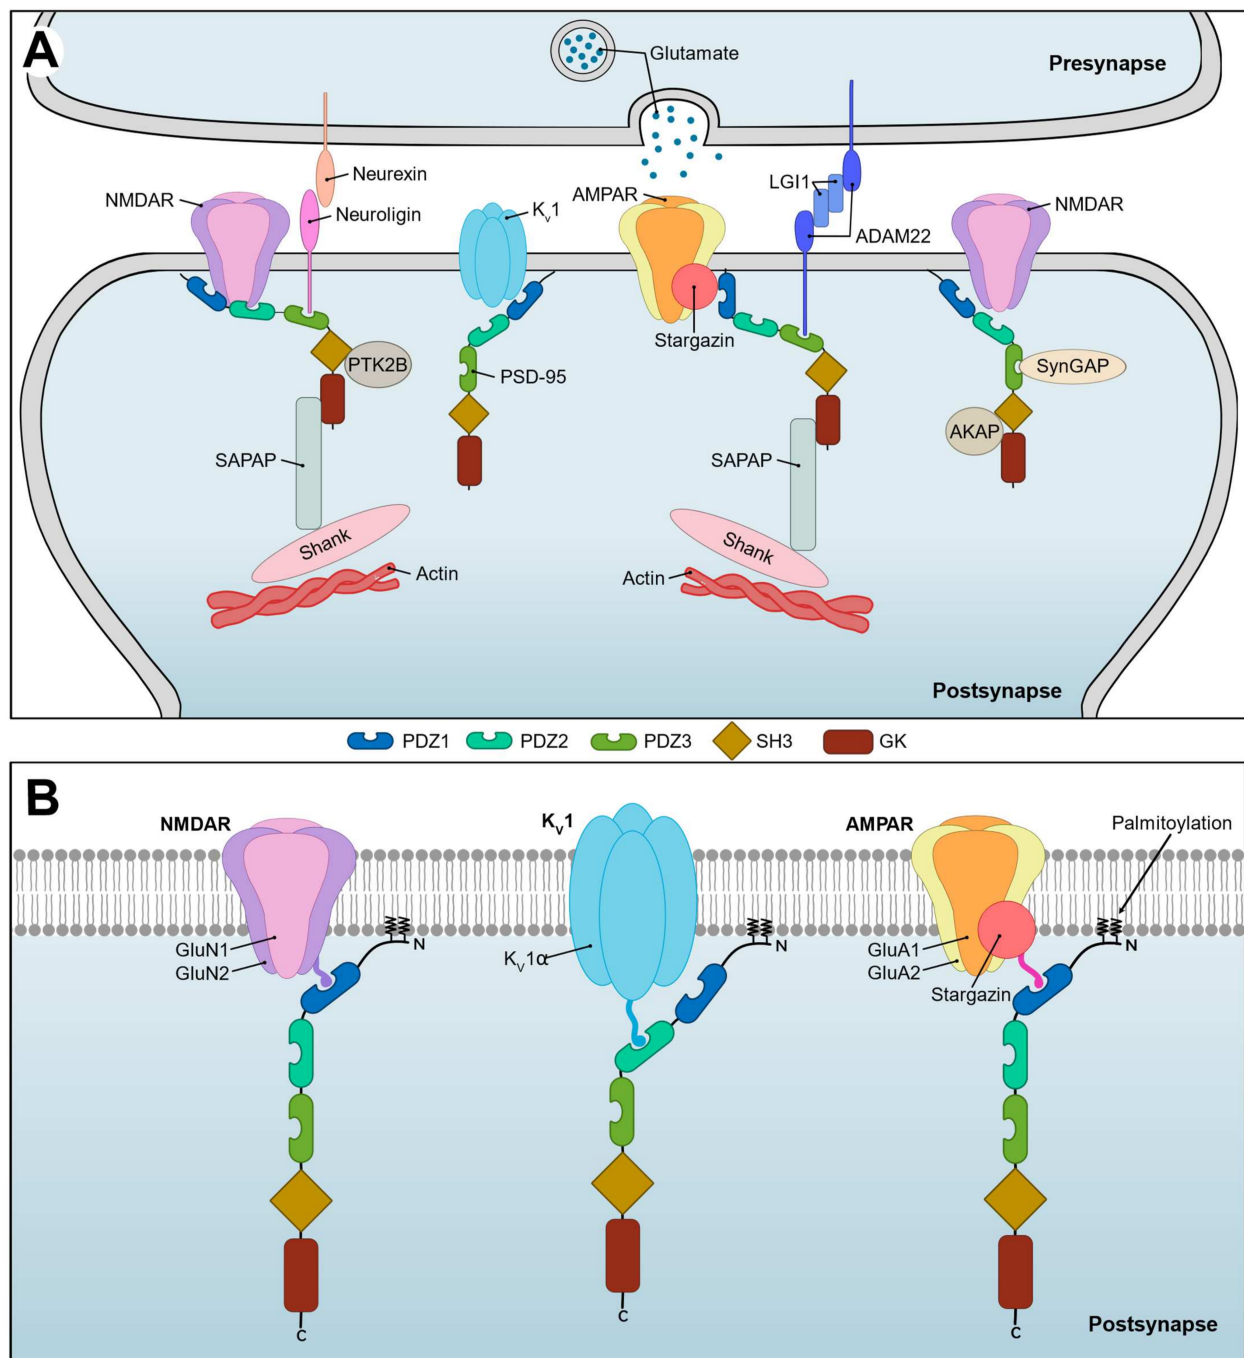 A
Glutamate
Presynapse
Neurexin
LGI1
NMDAR
AMPAR
NMDAR
Neuroligin
Kv1
ADAM22
Stargazin
PTK2B
PSD-95
SynGAP
AKAP
SAPAP
SAPAP
Shank
Shank
Actin
Actin
Postsynapse
PDZ1 PDZ2 PDZ3 SH3 GK
B
NMDAR
KV1
AMPAR
Palmitoylation
N
N
N
GluN1
GluN2
KV1α
GluA1
GluA2
Stargazin
C
C
C
Postsynapse